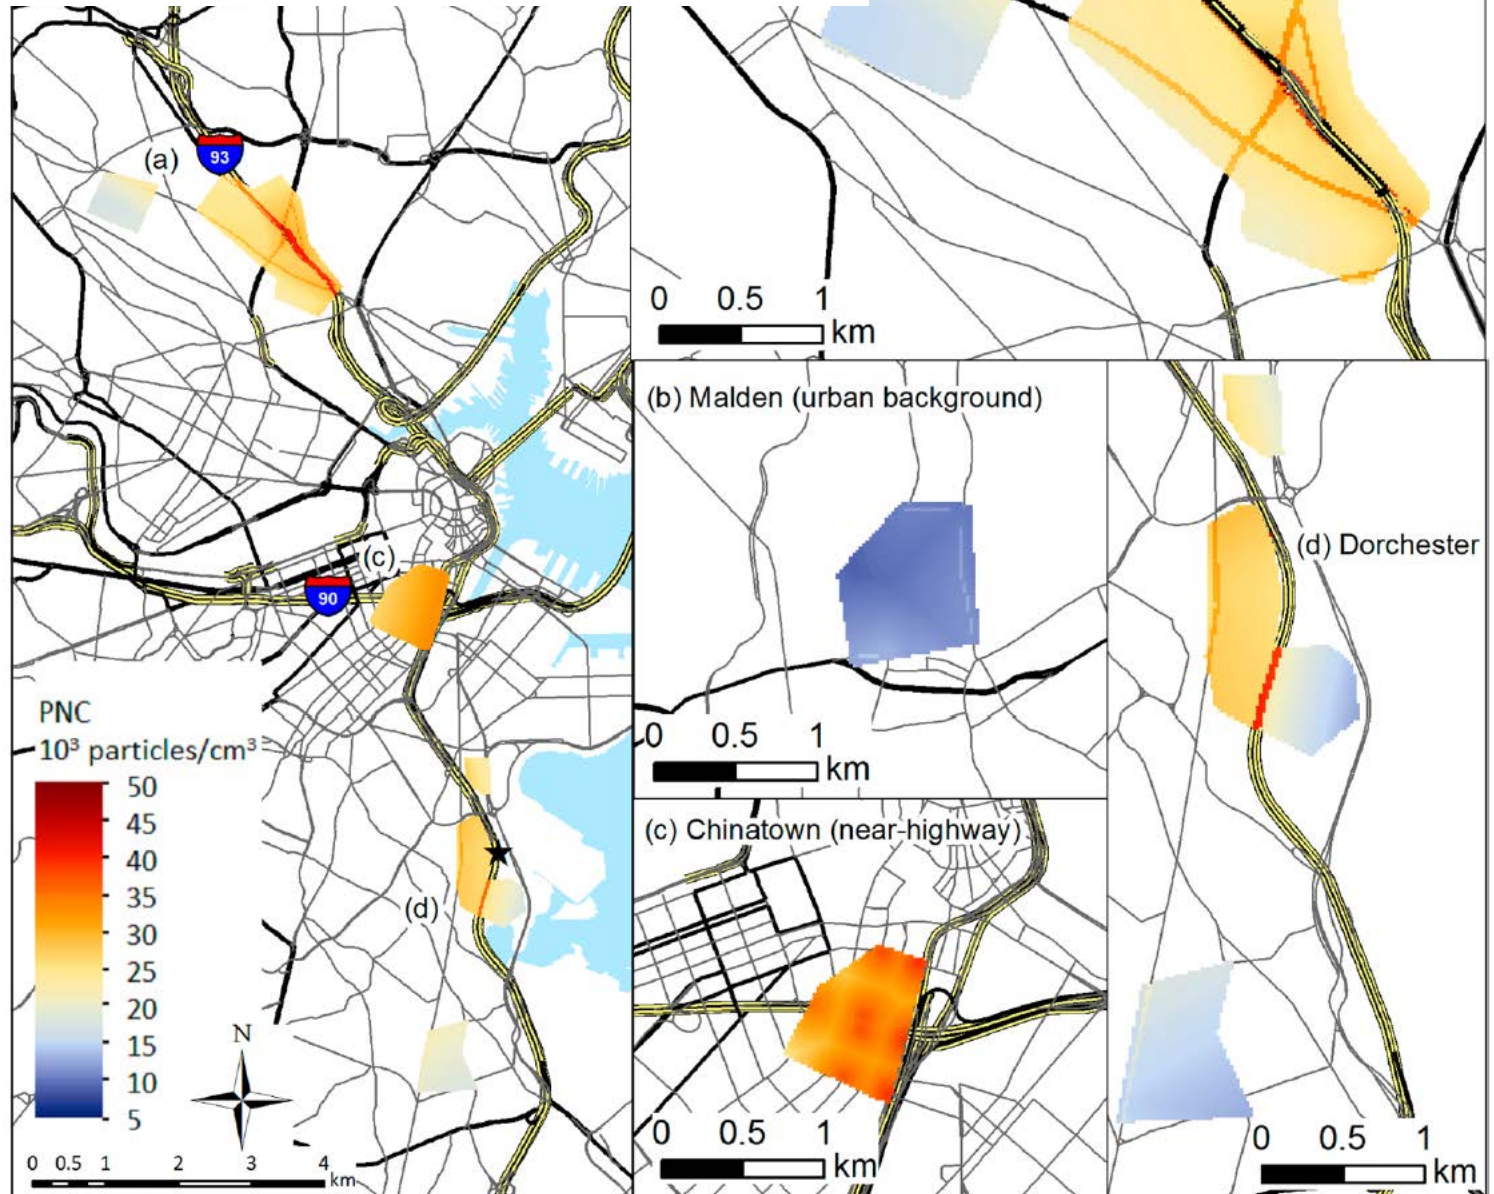 (a)
93
(c)
90
PNC
10³ particles/cm³
50
45
40
35
30
25
20
15
10
5
N
0 0.5 1 2 3 4
km
(d)
0 0.5 1
km
(b) Malden (urban background)
0 0.5 1
km
(c) Chinatown (near-highway)
0 0.5 1
km
(d) Dorchester
0 0.5 1
km